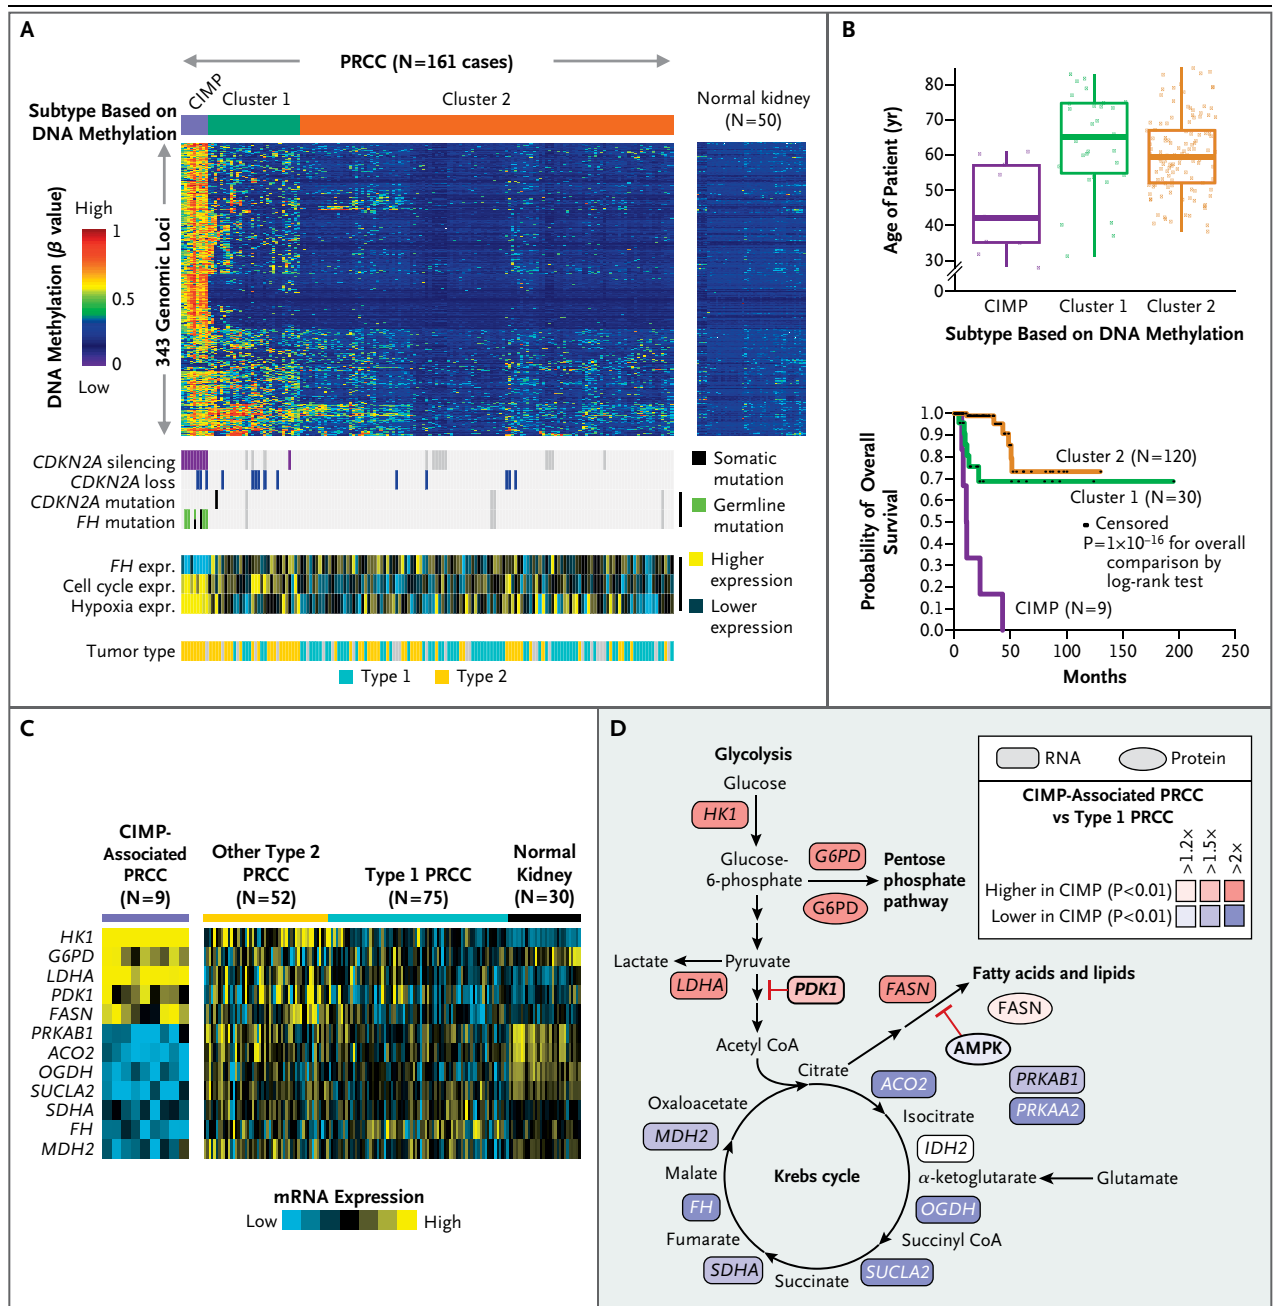 A
PRCC (N=161 cases)
CIMP
Cluster 1
Cluster 2
Normal kidney
(N=50)
Subtype Based on
DNA Methylation
DNA Methylation (β value)
High
1
0.5
0
Low
343 Genomic Loci
CDKN2A silencing
CDKN2A loss
CDKN2A mutation
FH mutation
Somatic
mutation
Germline
mutation
FH expr.
Cell cycle expr.
Hypoxia expr.
Higher
expression
Lower
expression
Tumor type
Type 1
Type 2
B
Age of Patient (yr)
80
70
60
50
40
30
0
CIMP
Cluster 1
Cluster 2
Subtype Based on DNA Methylation
Probability of Overall
Survival
1.0
0.9
0.8
0.7
0.6
0.5
0.4
0.3
0.2
0.1
0.0
Cluster 2 (N=120)
Cluster 1 (N=30)
Censored
P=1×10−16 for overall
comparison by
log-rank test
CIMP (N=9)
0
50
100
150
200
250
Months
C
CIMP-
Associated
PRCC
(N=9)
Other Type 2
PRCC
(N=52)
Type 1 PRCC
(N=75)
Normal
Kidney
(N=30)
HK1
G6PD
LDHA
PDK1
FASN
PRKAB1
ACO2
OGDH
SUCLA2
SDHA
FH
MDH2
mRNA Expression
Low
High
D
Glycolysis
Glucose
HK1
Glucose-
6-phosphate
G6PD
G6PD
Pentose
phosphate
pathway
Lactate
Pyruvate
LDHA
PDK1
FASN
Fatty acids and lipids
FASN
AMPK
Acetyl CoA
Citrate
ACO2
PRKAB1
PRKAA2
Oxaloacetate
Isocitrate
MDH2
IDH2
Malate
Krebs cycle
α-ketoglutarate
Glutamate
FH
OGDH
Fumarate
Succinyl CoA
SDHA
Succinate
SUCLA2
RNA
Protein
CIMP-Associated PRCC
vs Type 1 PRCC
>1.2×
>1.5×
>2×
Higher in CIMP (P<0.01)
Lower in CIMP (P<0.01)